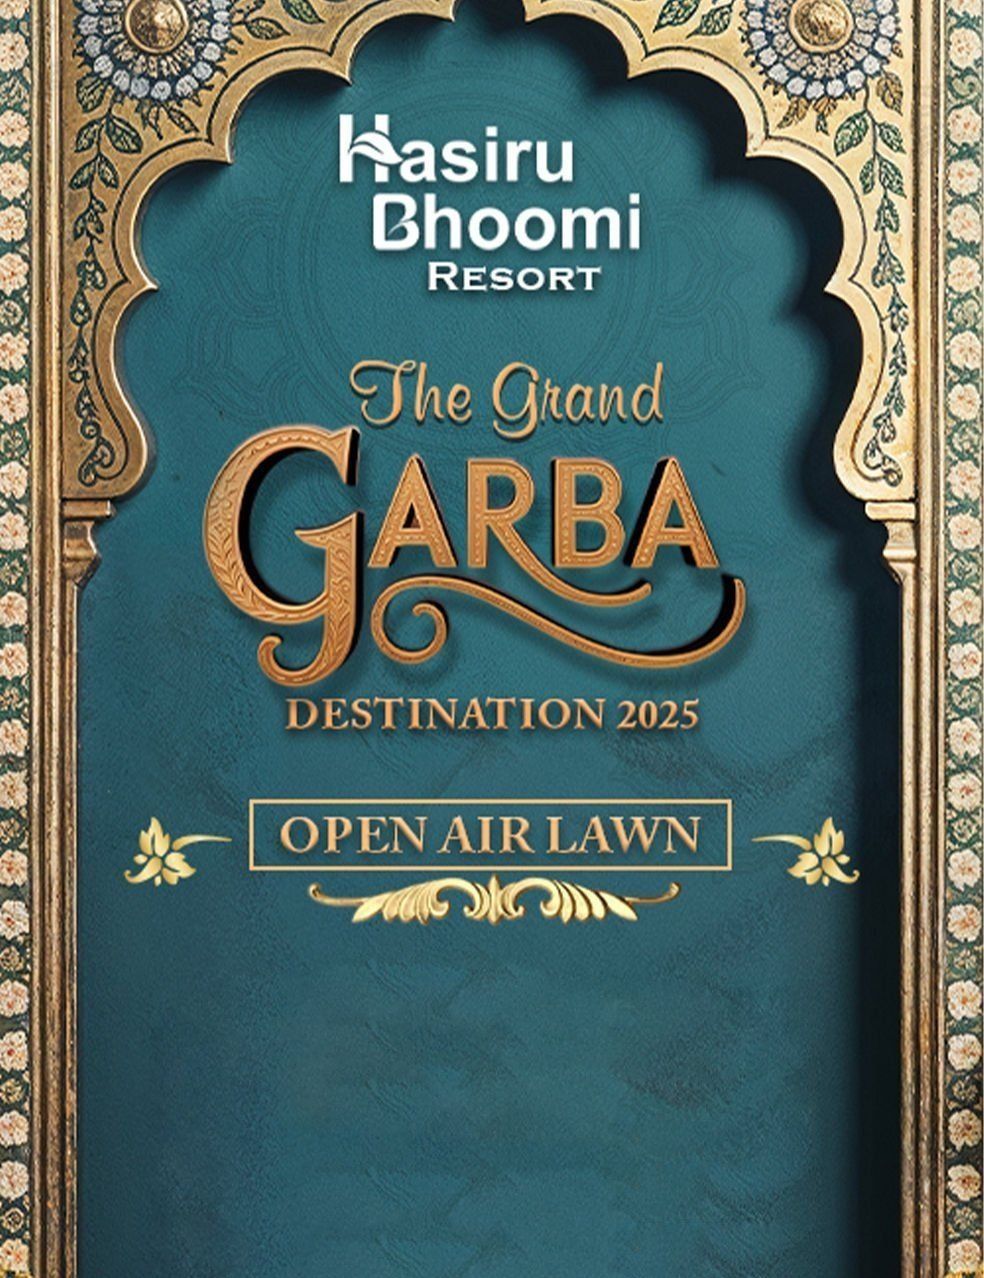 Hasiru
Bhoomi
RESORT
The Grand
GARBA
DESTINATION 2025
OPEN AIR LAWN